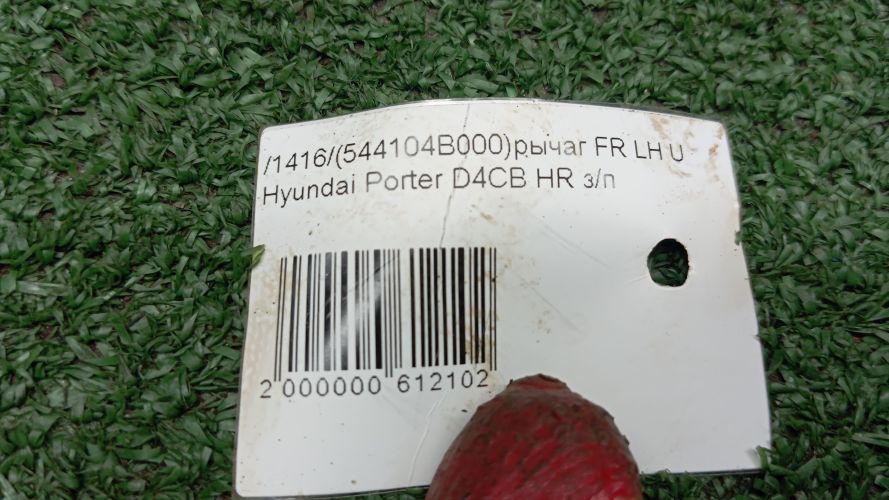 /1416/(544104B000)рычаг FR LH U
Hyundai Porter D4CB HR з/п
2 000000 612102